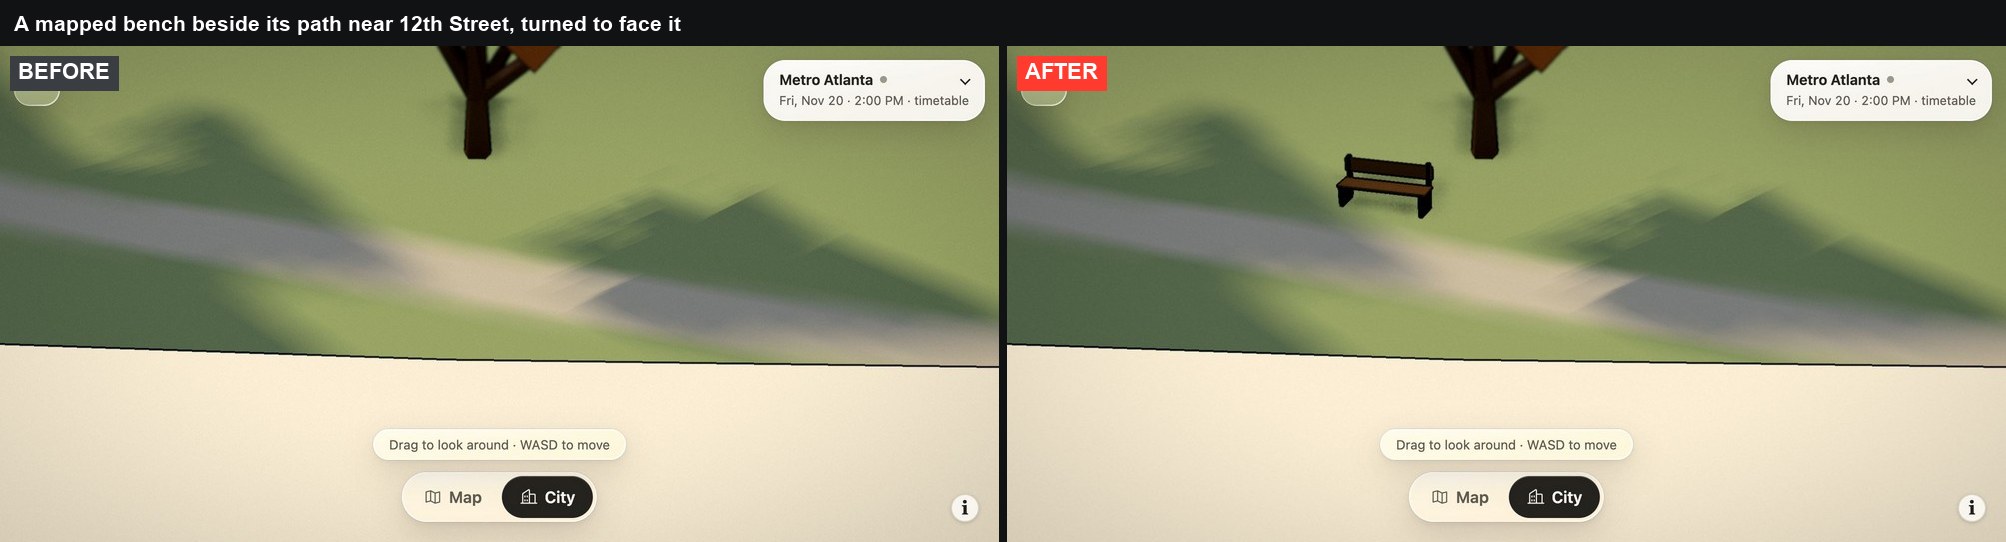 A mapped bench beside its path near 12th Street, turned to face it
BEFORE
Metro Atlanta
Fri, Nov 20 · 2:00 PM · timetable
Drag to look around · WASD to move
Map
City
i
AFTER
Metro Atlanta
Fri, Nov 20 · 2:00 PM · timetable
Drag to look around · WASD to move
Map
City
i